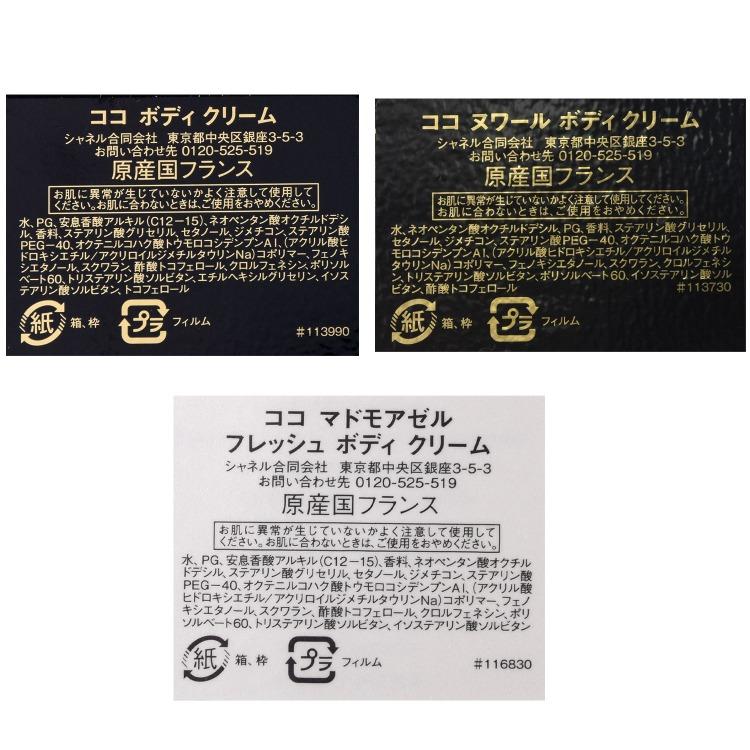 ココ ボディ クリーム
シャネル合同会社 東京都中央区銀座3-5-3
お問い合わせ先 0120-525-519
原産国フランス
お肌に異常が生じていないかよく注意して使用して
ください。お肌に合わないときは、ご使用をおやめください。
水、PG、安息香酸アルキル(C12-15)、ネオペンタン酸オクチルドデシ
ル、香料、ステアリン酸グリセリル、セタノール、ジメチコン、ステアリン酸
PEG-40、オクテニルコハク酸トウモロコシデンプンAl、(アクリル酸ヒ
ドロキシエチル/アクリロイルジメチルタウリンNa)コポリマー、フェノキ
シエタノール、スクワラン、酢酸トコフェロール、クロルフェネシン、ポリソル
ベート60、トリステアリン酸ソルビタン、エチルヘキシルグリセリン、イソス
テアリン酸ソルビタン、トコフェロール
紙 箱、枠 プラ フィルム #113990
ココ ヌワール ボディ クリーム
シャネル合同会社 東京都中央区銀座3-5-3
お問い合わせ先 0120-525-519
原産国フランス
お肌に異常が生じていないかよく注意して使用してください。
お肌に合わないときは、ご使用をおやめください。
水、ネオペンタン酸オクチルドデシル、PG、香料、ステアリン酸グリセリル、
セタノール、ジメチコン、ステアリン酸PEG-40、オクテニルコハク酸トウ
モロコシデンプンAl、(アクリル酸ヒドロキシエチル/アクリロイルジメチル
タウリンNa)コポリマー、フェノキシエタノール、スクワラン、クロルフェネシ
ン、トリステアリン酸ソルビタン、ポリソルベート60、イソステアリン酸ソル
ビタン、酢酸トコフェロール
紙 箱、枠 プラ フィルム #113730
ココ マドモアゼル
フレッシュ ボディ クリーム
シャネル合同会社 東京都中央区銀座3-5-3
お問い合わせ先 0120-525-519
原産国フランス
お肌に異常が生じていないかよく注意して使用して
ください。お肌に合わないときは、ご使用をおやめください。
水、PG、安息香酸アルキル(C12-15)、香料、ネオペンタン酸オクチル
ドデシル、ステアリン酸グリセリル、セタノール、ジメチコン、ステアリン酸
PEG-40、オクテニルコハク酸トウモロコシデンプンAl、(アクリル酸
ヒドロキシエチル/アクリロイルジメチルタウリンNa)コポリマー、フェノ
キシエタノール、スクワラン、酢酸トコフェロール、クロルフェネシン、ポリ
ソルベート60、トリステアリン酸ソルビタン、イソステアリン酸ソルビタン
紙 箱、枠 プラ フィルム #116830